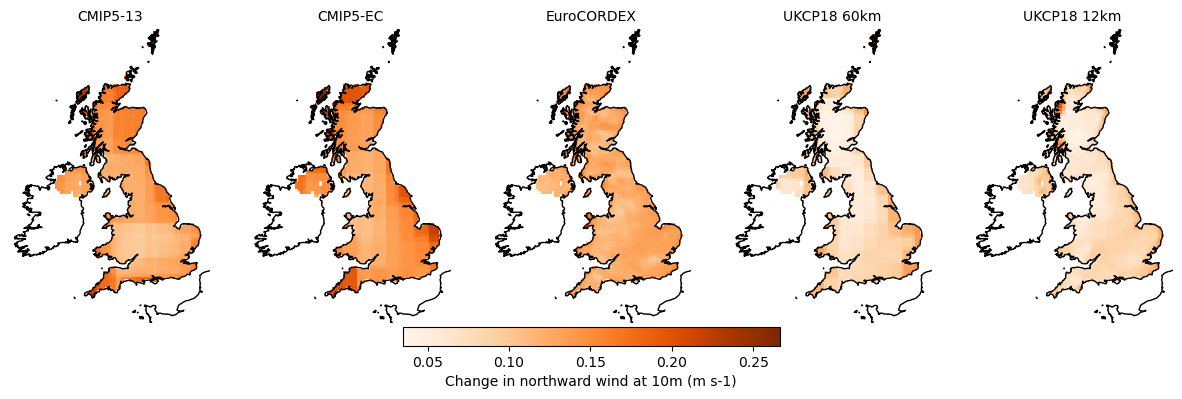 CMIP5-13 CMIP5-EC EuroCORDEX UKCP18 60km UKCP18 12km
0.05 0.10 0.15 0.20 0.25
Change in northward wind at 10m (m s-1)